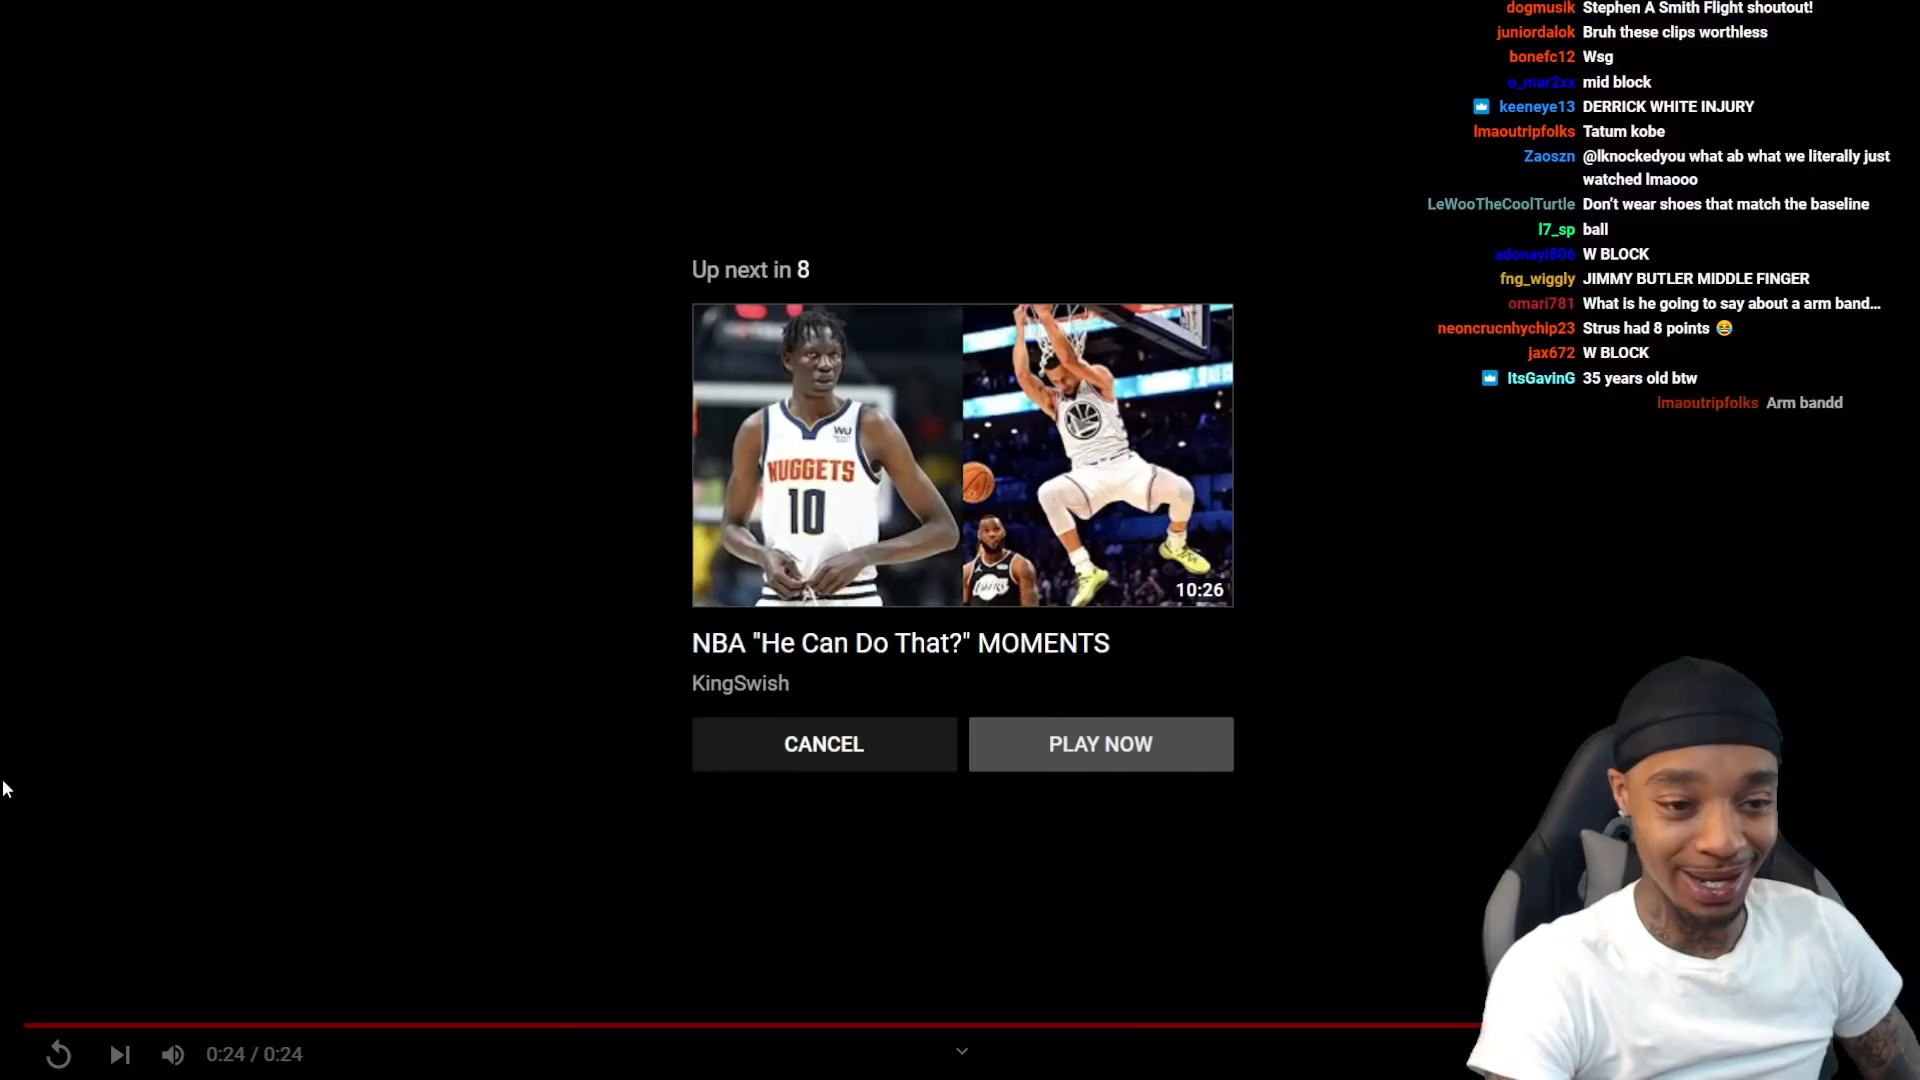 dogmusik Stephen A Smith Flight shoutout!
juniordalok Bruh these clips worthless
bonefc12 Wsg
o_mar2xx mid block
keeneye13 DERRICK WHITE INJURY
lmaoutripfolks Tatum kobe
Zaoszn @lknockedyou what ab what we literally just
watched lmaooo
LeWooTheCoolTurtle Don't wear shoes that match the baseline
l7_sp ball
adonayi806 W BLOCK
fng_wiggly JIMMY BUTLER MIDDLE FINGER
omari781 What is he going to say about a arm band...
neoncrucnhychip23 Strus had 8 points 😂
jax672 W BLOCK
ItsGavinG 35 years old btw
lmaoutripfolks Arm bandd
Up next in 8
WU
NUGGETS
10
10:26
NBA "He Can Do That?" MOMENTS
KingSwish
CANCEL
PLAY NOW
0:24 / 0:24